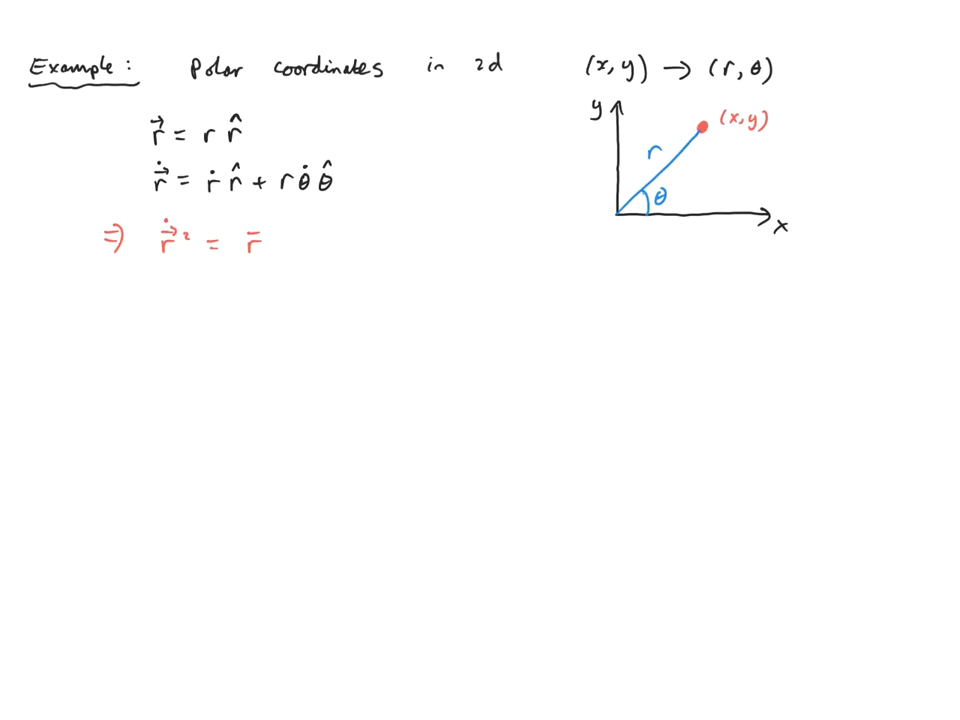 Example: Polar coordinates in 2d (x,y) → (r,θ)
y
(x,y)
r⃗ = r r̂
r
r⃗̇ = ṙ r̂ + r θ̇ θ̂
θ
x
⇒ r⃗̇² = r̄